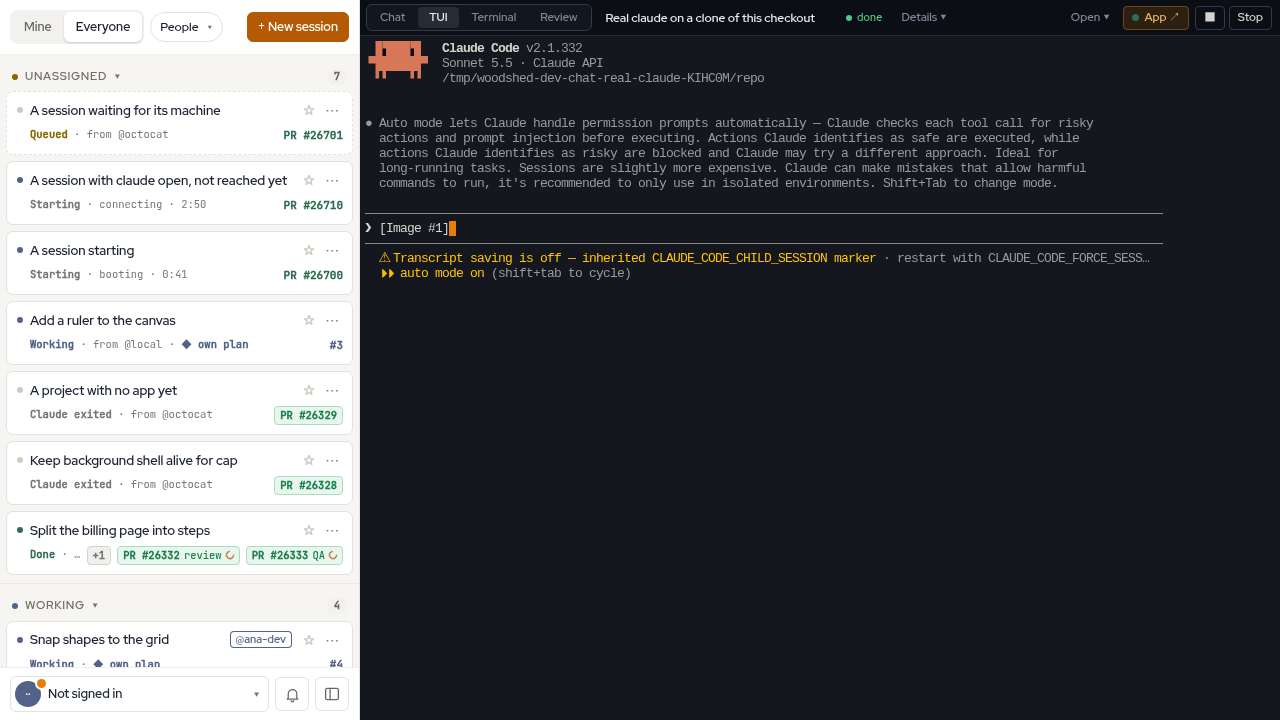 Mine Everyone People + New session
UNASSIGNED 7
A session waiting for its machine
Queued · from @octocat PR #26701
A session with claude open, not reached yet
Starting · connecting · 2:50 PR #26710
A session starting
Starting · booting · 0:41 PR #26700
Add a ruler to the canvas
Working · from @local · ◆ own plan #3
A project with no app yet
Claude exited · from @octocat PR #26329
Keep background shell alive for cap
Claude exited · from @octocat PR #26328
Split the billing page into steps
Done · … +1 PR #26332 review PR #26333 QA
WORKING 4
Snap shapes to the grid @ana-dev
Working · ◆ own plan #4
Not signed in
Chat TUI Terminal Review Real claude on a clone of this checkout done Details Open App ↗ Stop
Claude Code v2.1.332
Sonnet 5.5 · Claude API
/tmp/woodshed-dev-chat-real-claude-KIHC0M/repo
● Auto mode lets Claude handle permission prompts automatically — Claude checks each tool call for risky
actions and prompt injection before executing. Actions Claude identifies as safe are executed, while
actions Claude identifies as risky are blocked and Claude may try a different approach. Ideal for
long-running tasks. Sessions are slightly more expensive. Claude can make mistakes that allow harmful
commands to run, it's recommended to only use in isolated environments. Shift+Tab to change mode.
❯ [Image #1]
⚠ Transcript saving is off — inherited CLAUDE_CODE_CHILD_SESSION marker · restart with CLAUDE_CODE_FORCE_SESS…
⏵⏵ auto mode on (shift+tab to cycle)